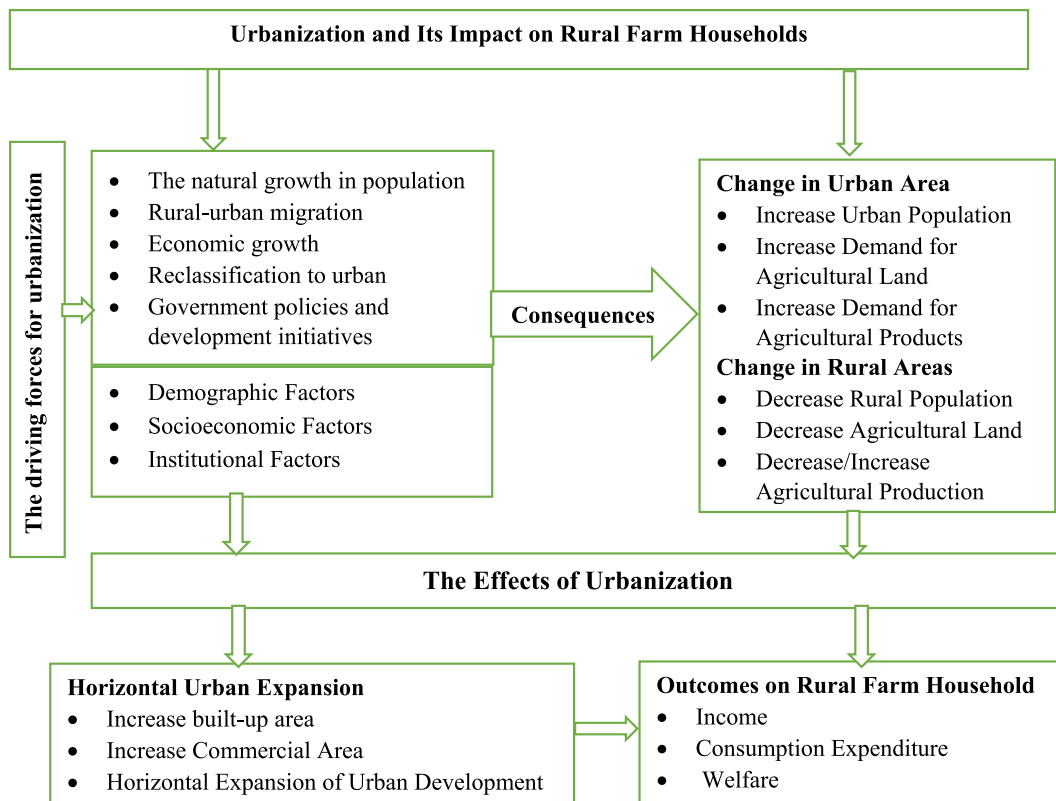 Urbanization and Its Impact on Rural Farm Households
The driving forces for urbanization
• The natural growth in population
• Rural-urban migration
• Economic growth
• Reclassification to urban
• Government policies and
development initiatives
• Demographic Factors
• Socioeconomic Factors
• Institutional Factors
Consequences
Change in Urban Area
• Increase Urban Population
• Increase Demand for
Agricultural Land
• Increase Demand for
Agricultural Products
Change in Rural Areas
• Decrease Rural Population
• Decrease Agricultural Land
• Decrease/Increase
Agricultural Production
The Effects of Urbanization
Horizontal Urban Expansion
• Increase built-up area
• Increase Commercial Area
• Horizontal Expansion of Urban Development
Outcomes on Rural Farm Household
• Income
• Consumption Expenditure
• Welfare